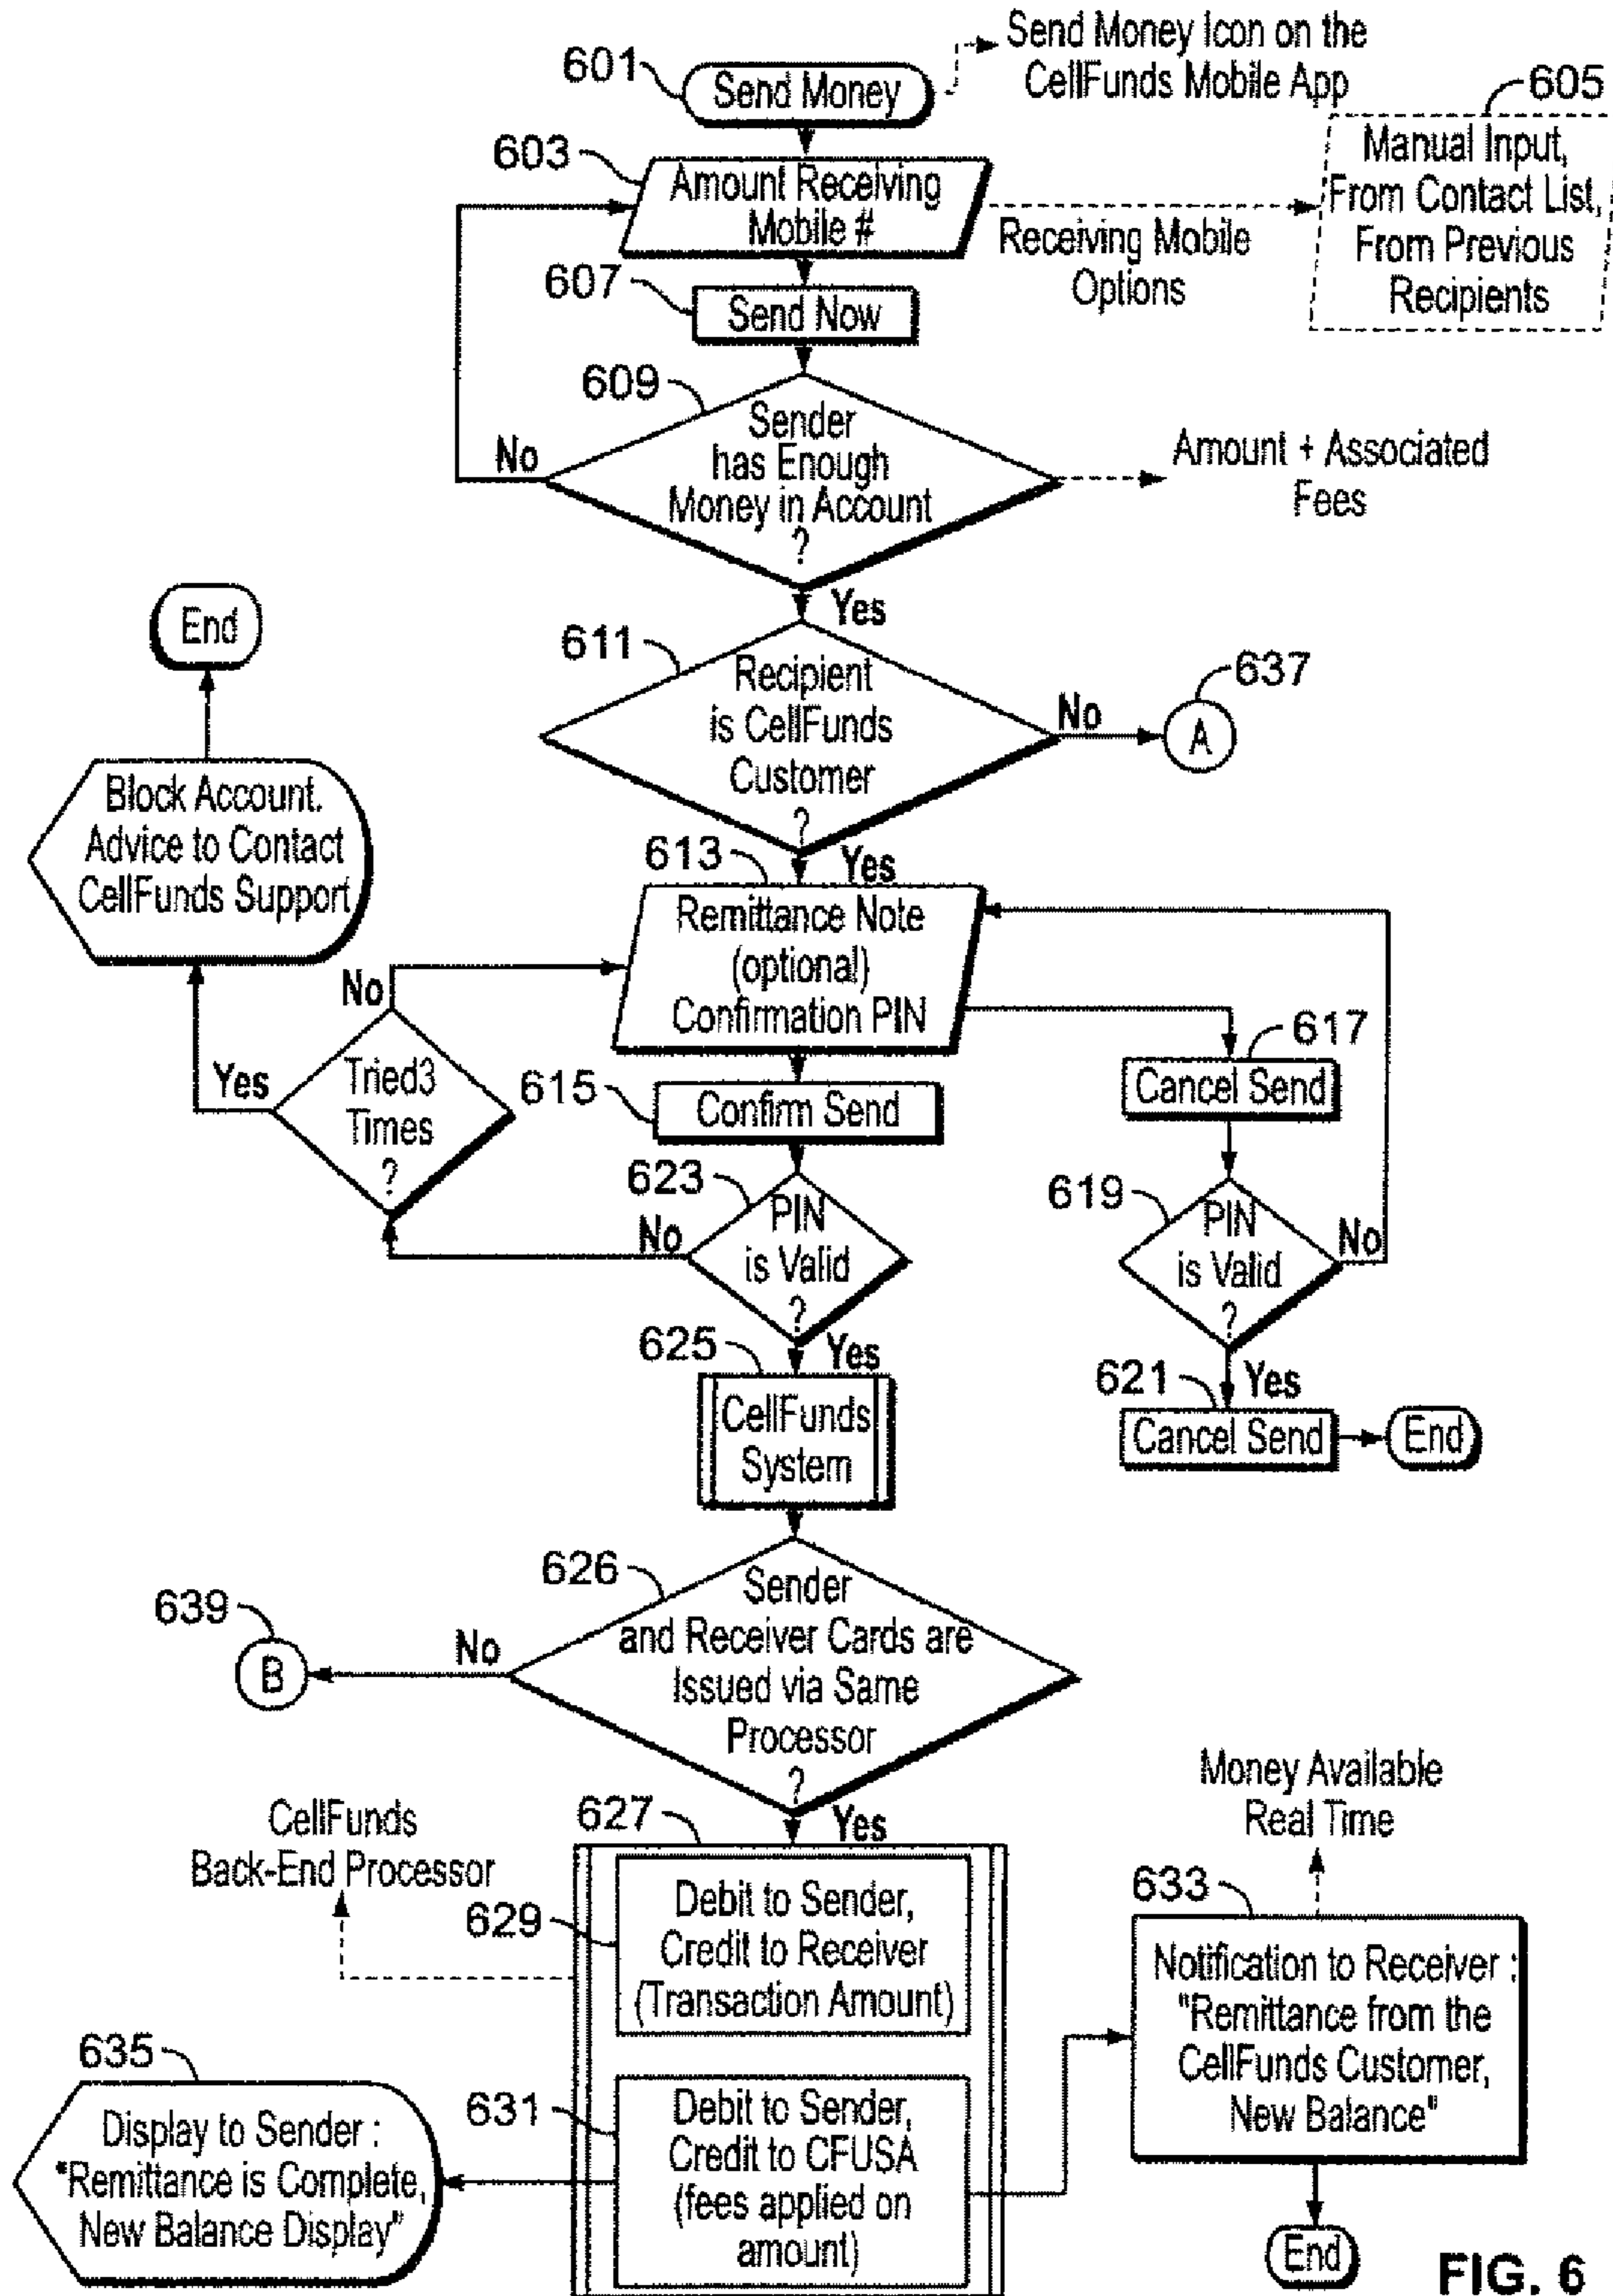 601
Send Money
Send Money Icon on the
CellFunds Mobile App
605
Manual Input,
From Contact List,
From Previous
Recipients
603
Amount Receiving
Mobile #
Receiving Mobile
Options
607
Send Now
609
Sender
has Enough
Money in Account
?
No
Amount + Associated
Fees
Yes
End
611
Recipient
is CellFunds
Customer
?
No
637
A
Yes
Block Account.
Advice to Contact
CellFunds Support
613
Remittance Note
(optional)
Confirmation PIN
No
Tried3
Times
?
Yes
615
Confirm Send
617
Cancel Send
623
PIN
is Valid
?
No
619
PIN
is Valid
?
No
Yes
625
CellFunds
System
Yes
621
Cancel Send
End
626
Sender
and Receiver Cards are
Issued via Same
Processor
?
No
639
B
Yes
CellFunds
Back-End Processor
627
629
Debit to Sender,
Credit to Receiver
(Transaction Amount)
Money Available
Real Time
633
Notification to Receiver :
"Remittance from the
CellFunds Customer,
New Balance"
End
635
Display to Sender :
"Remittance is Complete,
New Balance Display"
631
Debit to Sender,
Credit to CFUSA
(fees applied on
amount)
FIG. 6